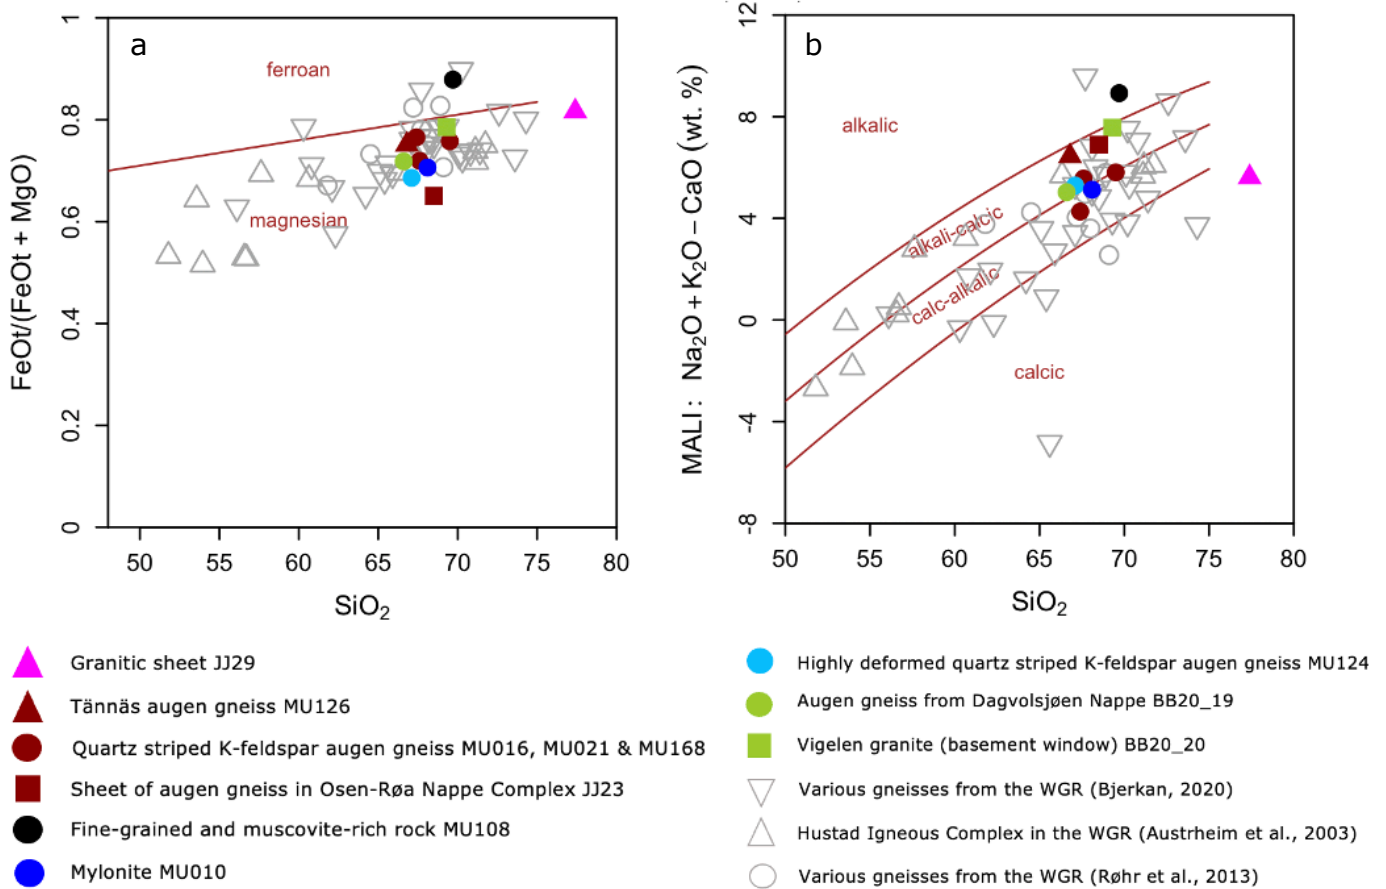 a
b
FeOt/(FeOt + MgO)
1
0.8
0.6
0.4
0.2
0
ferroan
magnesian
50 55 60 65 70 75 80
SiO₂
MALI : Na₂O + K₂O − CaO (wt. %)
12
8
4
0
-4
-8
alkalic
alkali-calcic
calc-alkalic
calcic
50 55 60 65 70 75 80
SiO₂
Granitic sheet JJ29
Tännäs augen gneiss MU126
Quartz striped K-feldspar augen gneiss MU016, MU021 & MU168
Sheet of augen gneiss in Osen-Røa Nappe Complex JJ23
Fine-grained and muscovite-rich rock MU108
Mylonite MU010
Highly deformed quartz striped K-feldspar augen gneiss MU124
Augen gneiss from Dagvolsjøen Nappe BB20_19
Vigelen granite (basement window) BB20_20
Various gneisses from the WGR (Bjerkan, 2020)
Hustad Igneous Complex in the WGR (Austrheim et al., 2003)
Various gneisses from the WGR (Røhr et al., 2013)